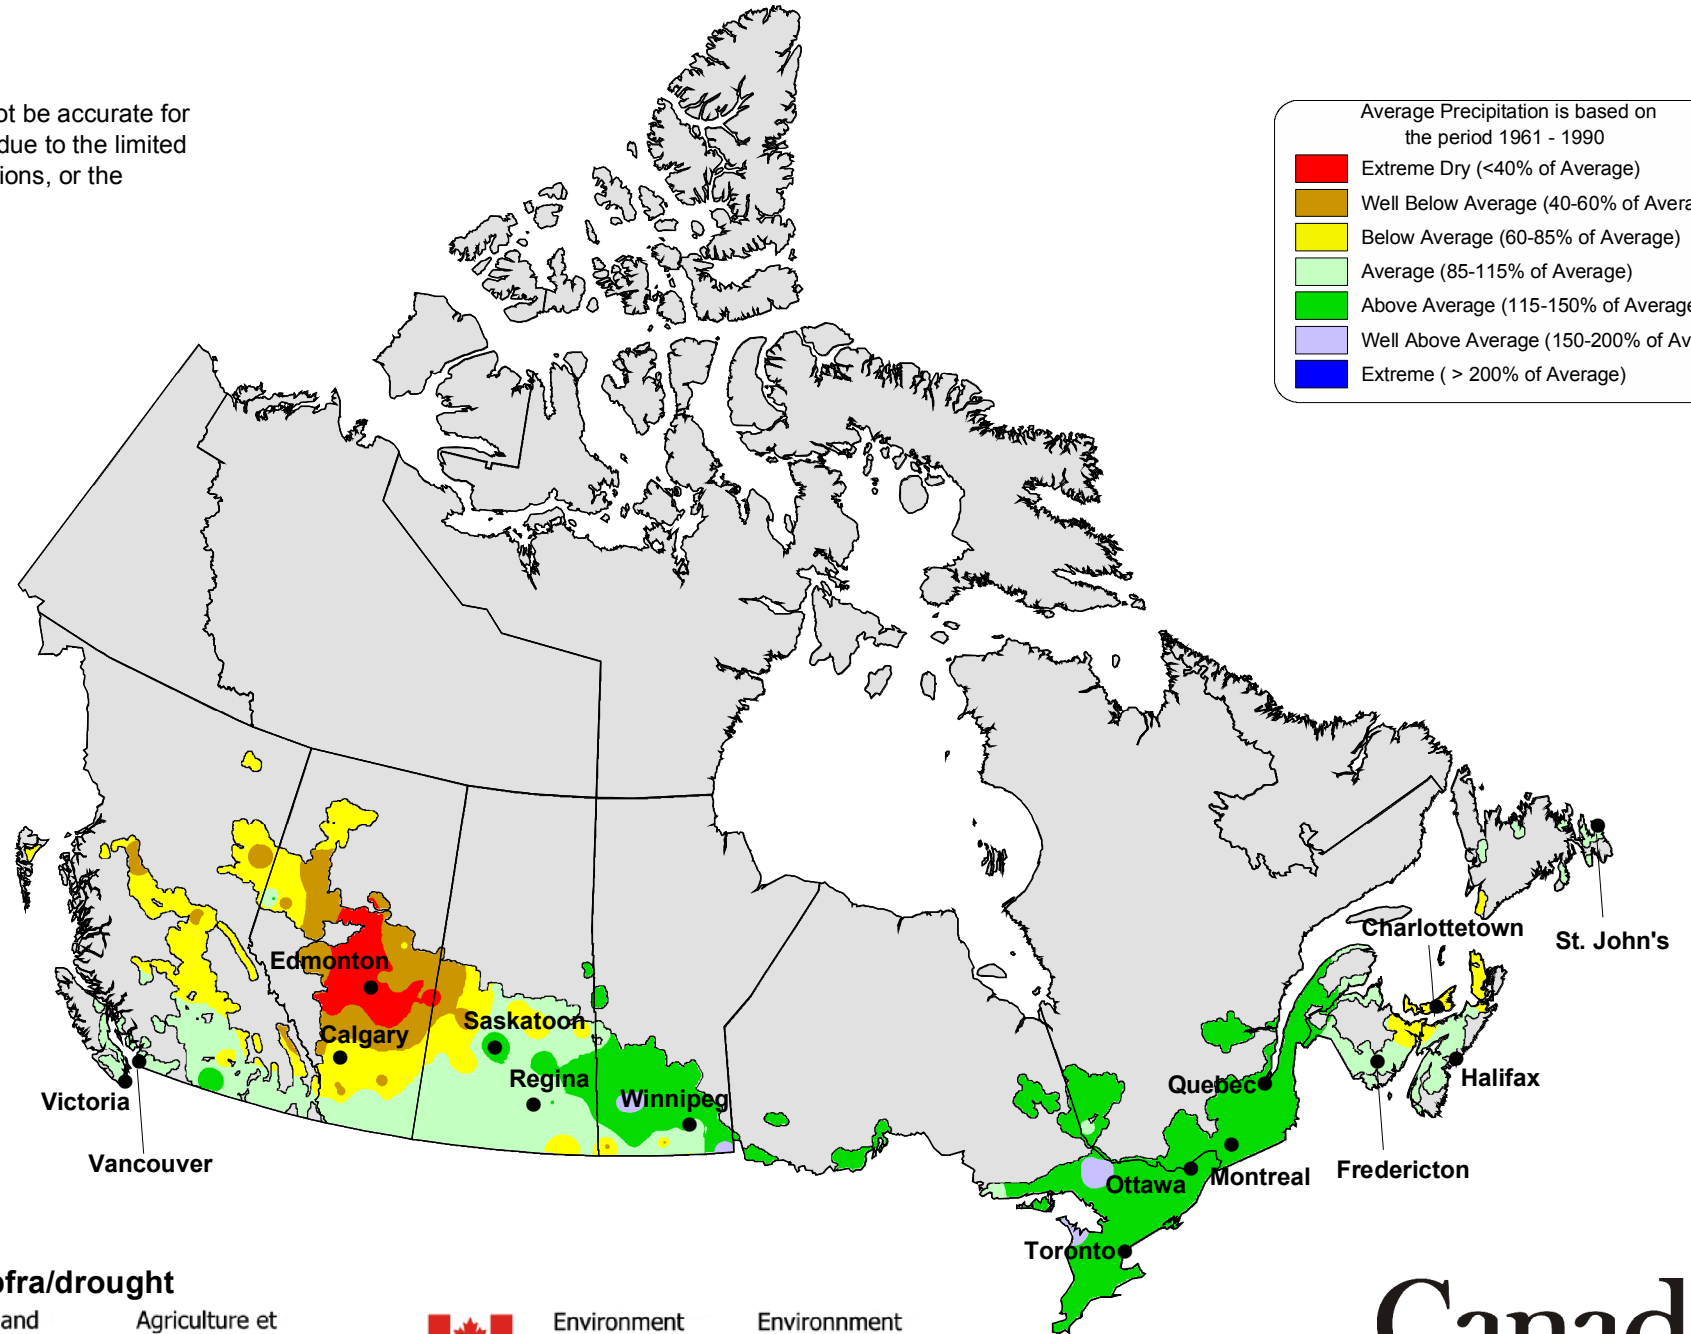 ot be accurate for
due to the limited
ions, or the
Average Precipitation is based on
the period 1961 - 1990
Extreme Dry (<40% of Average)
Well Below Average (40-60% of Avera
Below Average (60-85% of Average)
Average (85-115% of Average)
Above Average (115-150% of Average
Well Above Average (150-200% of Av
Extreme ( > 200% of Average)
Charlottetown
St. John's
Edmonton
Saskatoon
Calgary
Regina
Winnipeg
Quebec
Halifax
Victoria
Vancouver
Fredericton
Montreal
Ottawa
Toronto
ofra/drought
and
Agriculture et
Environment
Environnment
Canad